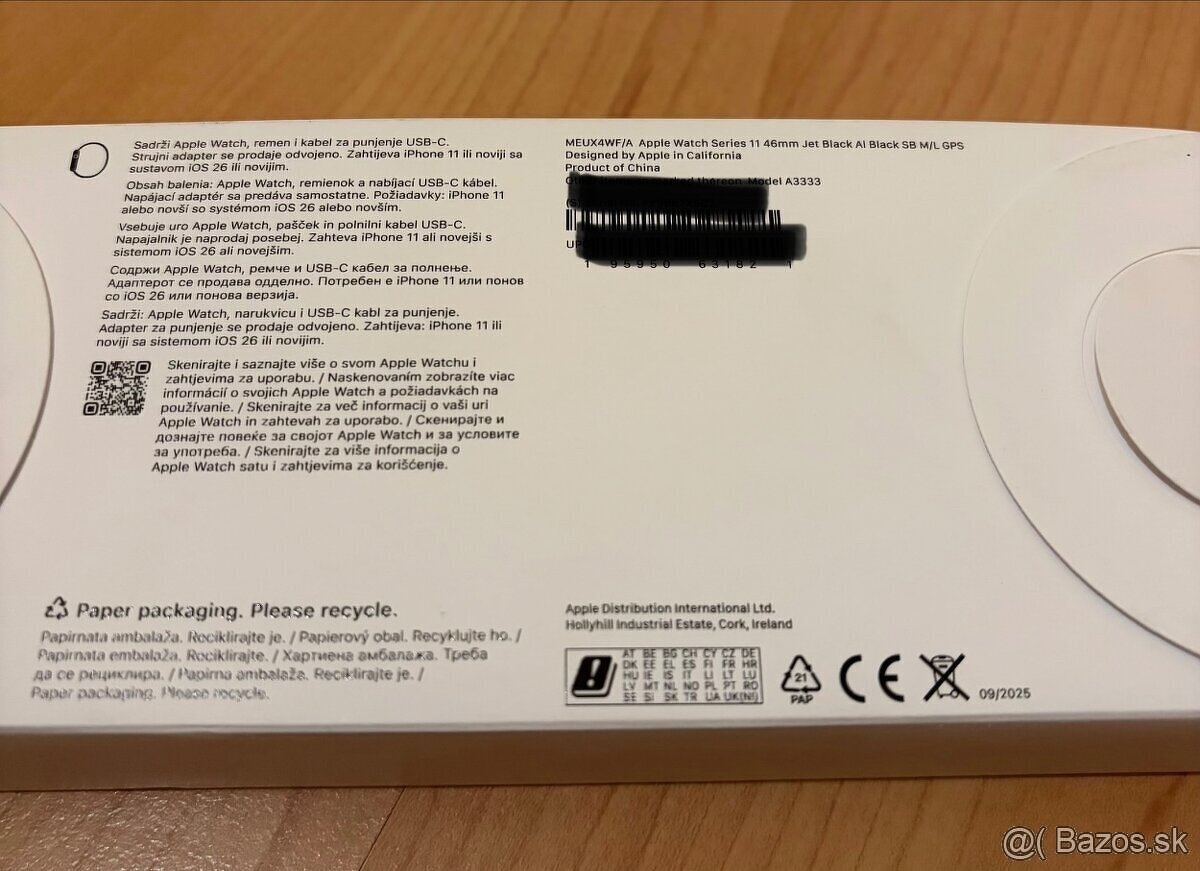 Sadrži Apple Watch, remen i kabel za punjenje USB-C.
Strujni adapter se prodaje odvojeno. Zahtijeva iPhone 11 ili noviji sa
sustavom iOS 26 ili novijim.
Obsah balenia: Apple Watch, remienok a nabíjací USB-C kábel.
Napájací adaptér sa predáva samostatne. Požiadavky: iPhone 11
alebo novší so systémom iOS 26 alebo novším.
Vsebuje uro Apple Watch, pašček in polnilni kabel USB-C.
Napajalnik je naprodaj posebej. Zahteva iPhone 11 ali novejši s
sistemom iOS 26 ali novejšim.
Содржи Apple Watch, ремче и USB-C кабел за полнење.
Адаптерот се продава одделно. Потребен е iPhone 11 или понов
со iOS 26 или понова верзија.
Sadrži: Apple Watch, narukvicu i USB-C kabl za punjenje.
Adapter za punjenje se prodaje odvojeno. Zahtijeva: iPhone 11 ili
noviji sa sistemom iOS 26 ili novijim.
Skenirajte i saznajte više o svom Apple Watchu i
zahtjevima za uporabu. / Naskenovaním zobrazíte viac
informácií o svojich Apple Watch a požiadavkách na
používanie. / Skenirajte za več informacij o vaši uri
Apple Watch in zahtevah za uporabo. / Скенирајте и
дознајте повеќе за својот Apple Watch и за условите
за употреба. / Skenirajte za više informacija o
Apple Watch satu i zahtjevima za korišćenje.
Paper packaging. Please recycle.
Papirnata ambalaža. Reciklirajte je. / Papierový obal. Recyklujte ho. /
Papirnata embalaža. Reciklirajte. / Хартиена амбалажа. Треба
да се рециклира. / Papirna ambalaža. Reciklirajte je. /
Paper packaging. Please recycle.
MEUX4WF/A Apple Watch Series 11 46mm Jet Black Al Black SB M/L GPS
Designed by Apple in California
Product of China
thereon Model A3333
Apple Distribution International Ltd.
Hollyhill Industrial Estate, Cork, Ireland
AT BE BG CH CY CZ DE
DK EE EL ES FI FR HR
HU IE IS IT LI LT LU
LV MT NL NO PL PT RO
SE SI SK TR UA UK(NI)
21
PAP
CE
09/2025
@( Bazos.sk